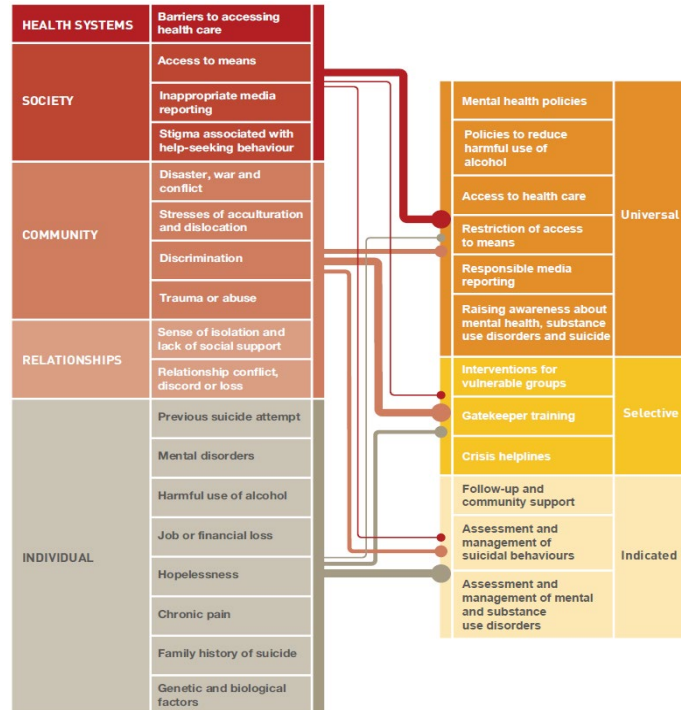 HEALTH SYSTEMS
Barriers to accessing
health care
SOCIETY
Access to means
Inappropriate media
reporting
Stigma associated with
help-seeking behaviour
COMMUNITY
Disaster, war and
conflict
Stresses of acculturation
and dislocation
Discrimination
Trauma or abuse
RELATIONSHIPS
Sense of isolation and
lack of social support
Relationship conflict,
discord or loss
INDIVIDUAL
Previous suicide attempt
Mental disorders
Harmful use of alcohol
Job or financial loss
Hopelessness
Chronic pain
Family history of suicide
Genetic and biological
factors
Mental health policies
Policies to reduce
harmful use of
alcohol
Access to health care
Restriction of access
to means
Responsible media
reporting
Raising awareness about
mental health, substance
use disorders and suicide
Universal
Interventions for
vulnerable groups
Gatekeeper training
Crisis helplines
Selective
Follow-up and
community support
Assessment and
management of
suicidal behaviours
Assessment and
management of mental
and substance
use disorders
Indicated